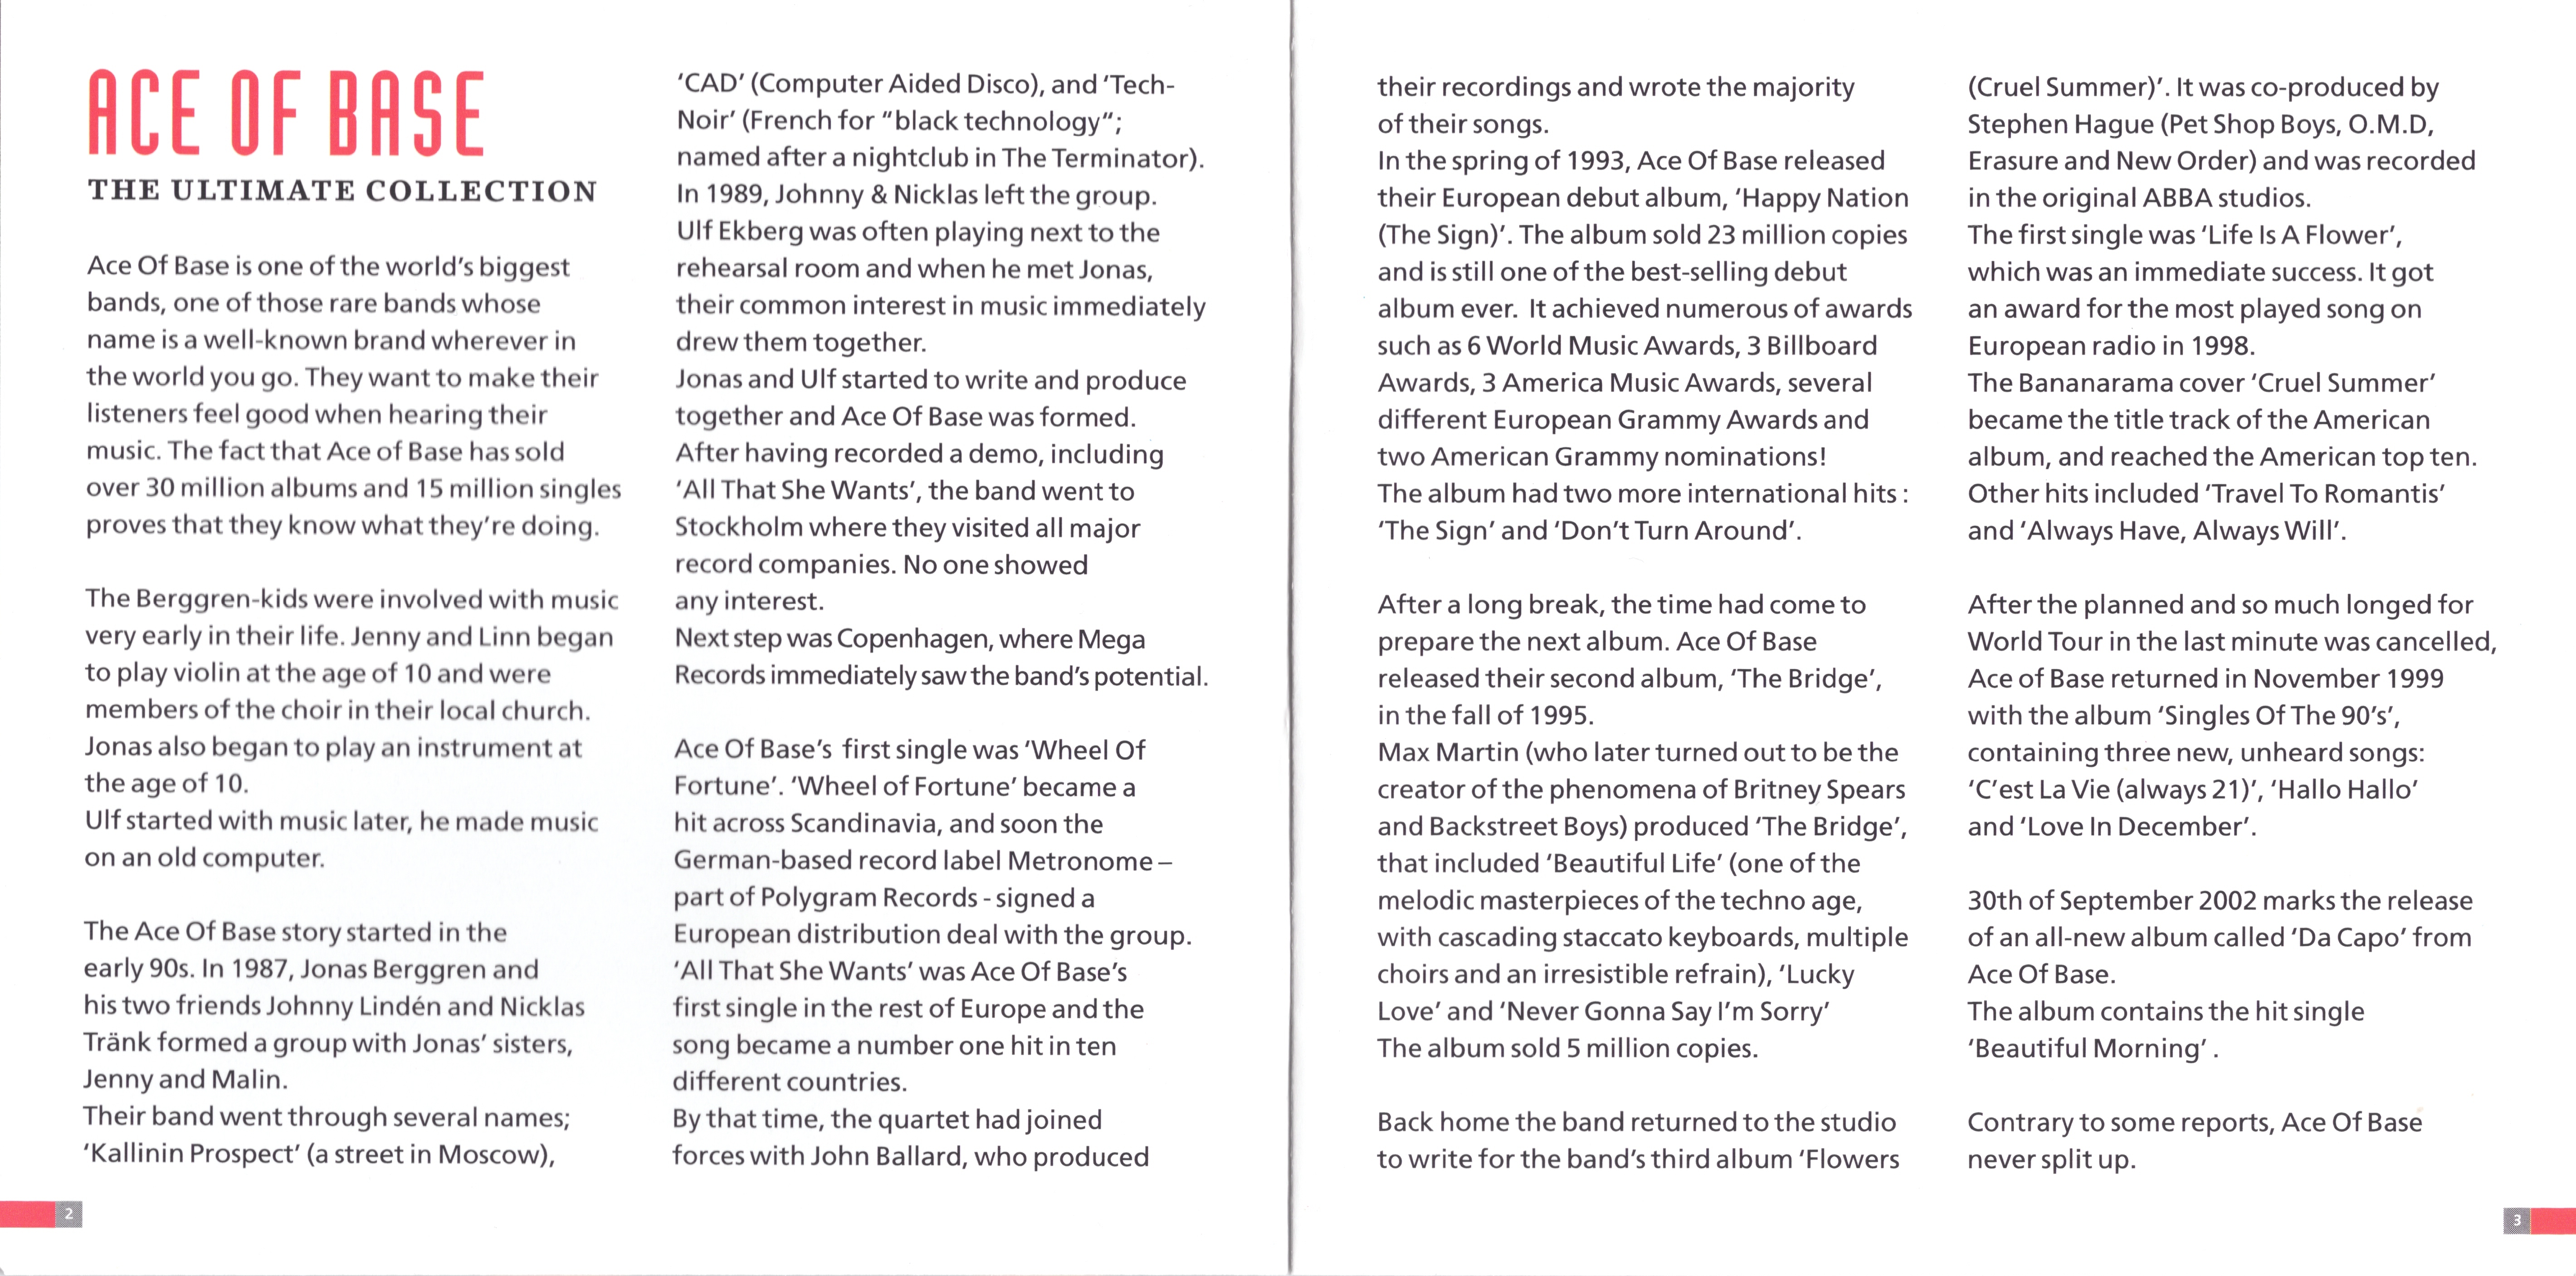 ACE OF BASE
THE ULTIMATE COLLECTION
Ace Of Base is one of the world's biggest
bands, one of those rare bands whose
name is a well-known brand wherever in
the world you go. They want to make their
listeners feel good when hearing their
music. The fact that Ace of Base has sold
over 30 million albums and 15 million singles
proves that they know what they're doing.
The Berggren-kids were involved with music
very early in their life. Jenny and Linn began
to play violin at the age of 10 and were
members of the choir in their local church.
Jonas also began to play an instrument at
the age of 10.
Ulf started with music later, he made music
on an old computer.
The Ace Of Base story started in the
early 90s. In 1987, Jonas Berggren and
his two friends Johnny Lindén and Nicklas
Tränk formed a group with Jonas' sisters,
Jenny and Malin.
Their band went through several names;
'Kallinin Prospect' (a street in Moscow),
'CAD' (Computer Aided Disco), and 'Tech-
Noir' (French for "black technology";
named after a nightclub in The Terminator).
In 1989, Johnny & Nicklas left the group.
Ulf Ekberg was often playing next to the
rehearsal room and when he met Jonas,
their common interest in music immediately
drew them together.
Jonas and Ulf started to write and produce
together and Ace Of Base was formed.
After having recorded a demo, including
'All That She Wants', the band went to
Stockholm where they visited all major
record companies. No one showed
any interest.
Next step was Copenhagen, where Mega
Records immediately saw the band's potential.
Ace Of Base's first single was 'Wheel Of
Fortune'. 'Wheel of Fortune' became a
hit across Scandinavia, and soon the
German-based record label Metronome –
part of Polygram Records - signed a
European distribution deal with the group.
'All That She Wants' was Ace Of Base's
first single in the rest of Europe and the
song became a number one hit in ten
different countries.
By that time, the quartet had joined
forces with John Ballard, who produced
2
their recordings and wrote the majority
of their songs.
In the spring of 1993, Ace Of Base released
their European debut album, 'Happy Nation
(The Sign)'. The album sold 23 million copies
and is still one of the best-selling debut
album ever. It achieved numerous of awards
such as 6 World Music Awards, 3 Billboard
Awards, 3 America Music Awards, several
different European Grammy Awards and
two American Grammy nominations!
The album had two more international hits :
'The Sign' and 'Don't Turn Around'.
After a long break, the time had come to
prepare the next album. Ace Of Base
released their second album, 'The Bridge',
in the fall of 1995.
Max Martin (who later turned out to be the
creator of the phenomena of Britney Spears
and Backstreet Boys) produced 'The Bridge',
that included 'Beautiful Life' (one of the
melodic masterpieces of the techno age,
with cascading staccato keyboards, multiple
choirs and an irresistible refrain), 'Lucky
Love' and 'Never Gonna Say I'm Sorry'
The album sold 5 million copies.
Back home the band returned to the studio
to write for the band's third album 'Flowers
(Cruel Summer)'. It was co-produced by
Stephen Hague (Pet Shop Boys, O.M.D,
Erasure and New Order) and was recorded
in the original ABBA studios.
The first single was 'Life Is A Flower',
which was an immediate success. It got
an award for the most played song on
European radio in 1998.
The Bananarama cover 'Cruel Summer'
became the title track of the American
album, and reached the American top ten.
Other hits included 'Travel To Romantis'
and 'Always Have, Always Will'.
After the planned and so much longed for
World Tour in the last minute was cancelled,
Ace of Base returned in November 1999
with the album 'Singles Of The 90's',
containing three new, unheard songs:
'C'est La Vie (always 21)', 'Hallo Hallo'
and 'Love In December'.
30th of September 2002 marks the release
of an all-new album called 'Da Capo' from
Ace Of Base.
The album contains the hit single
'Beautiful Morning' .
Contrary to some reports, Ace Of Base
never split up.
3